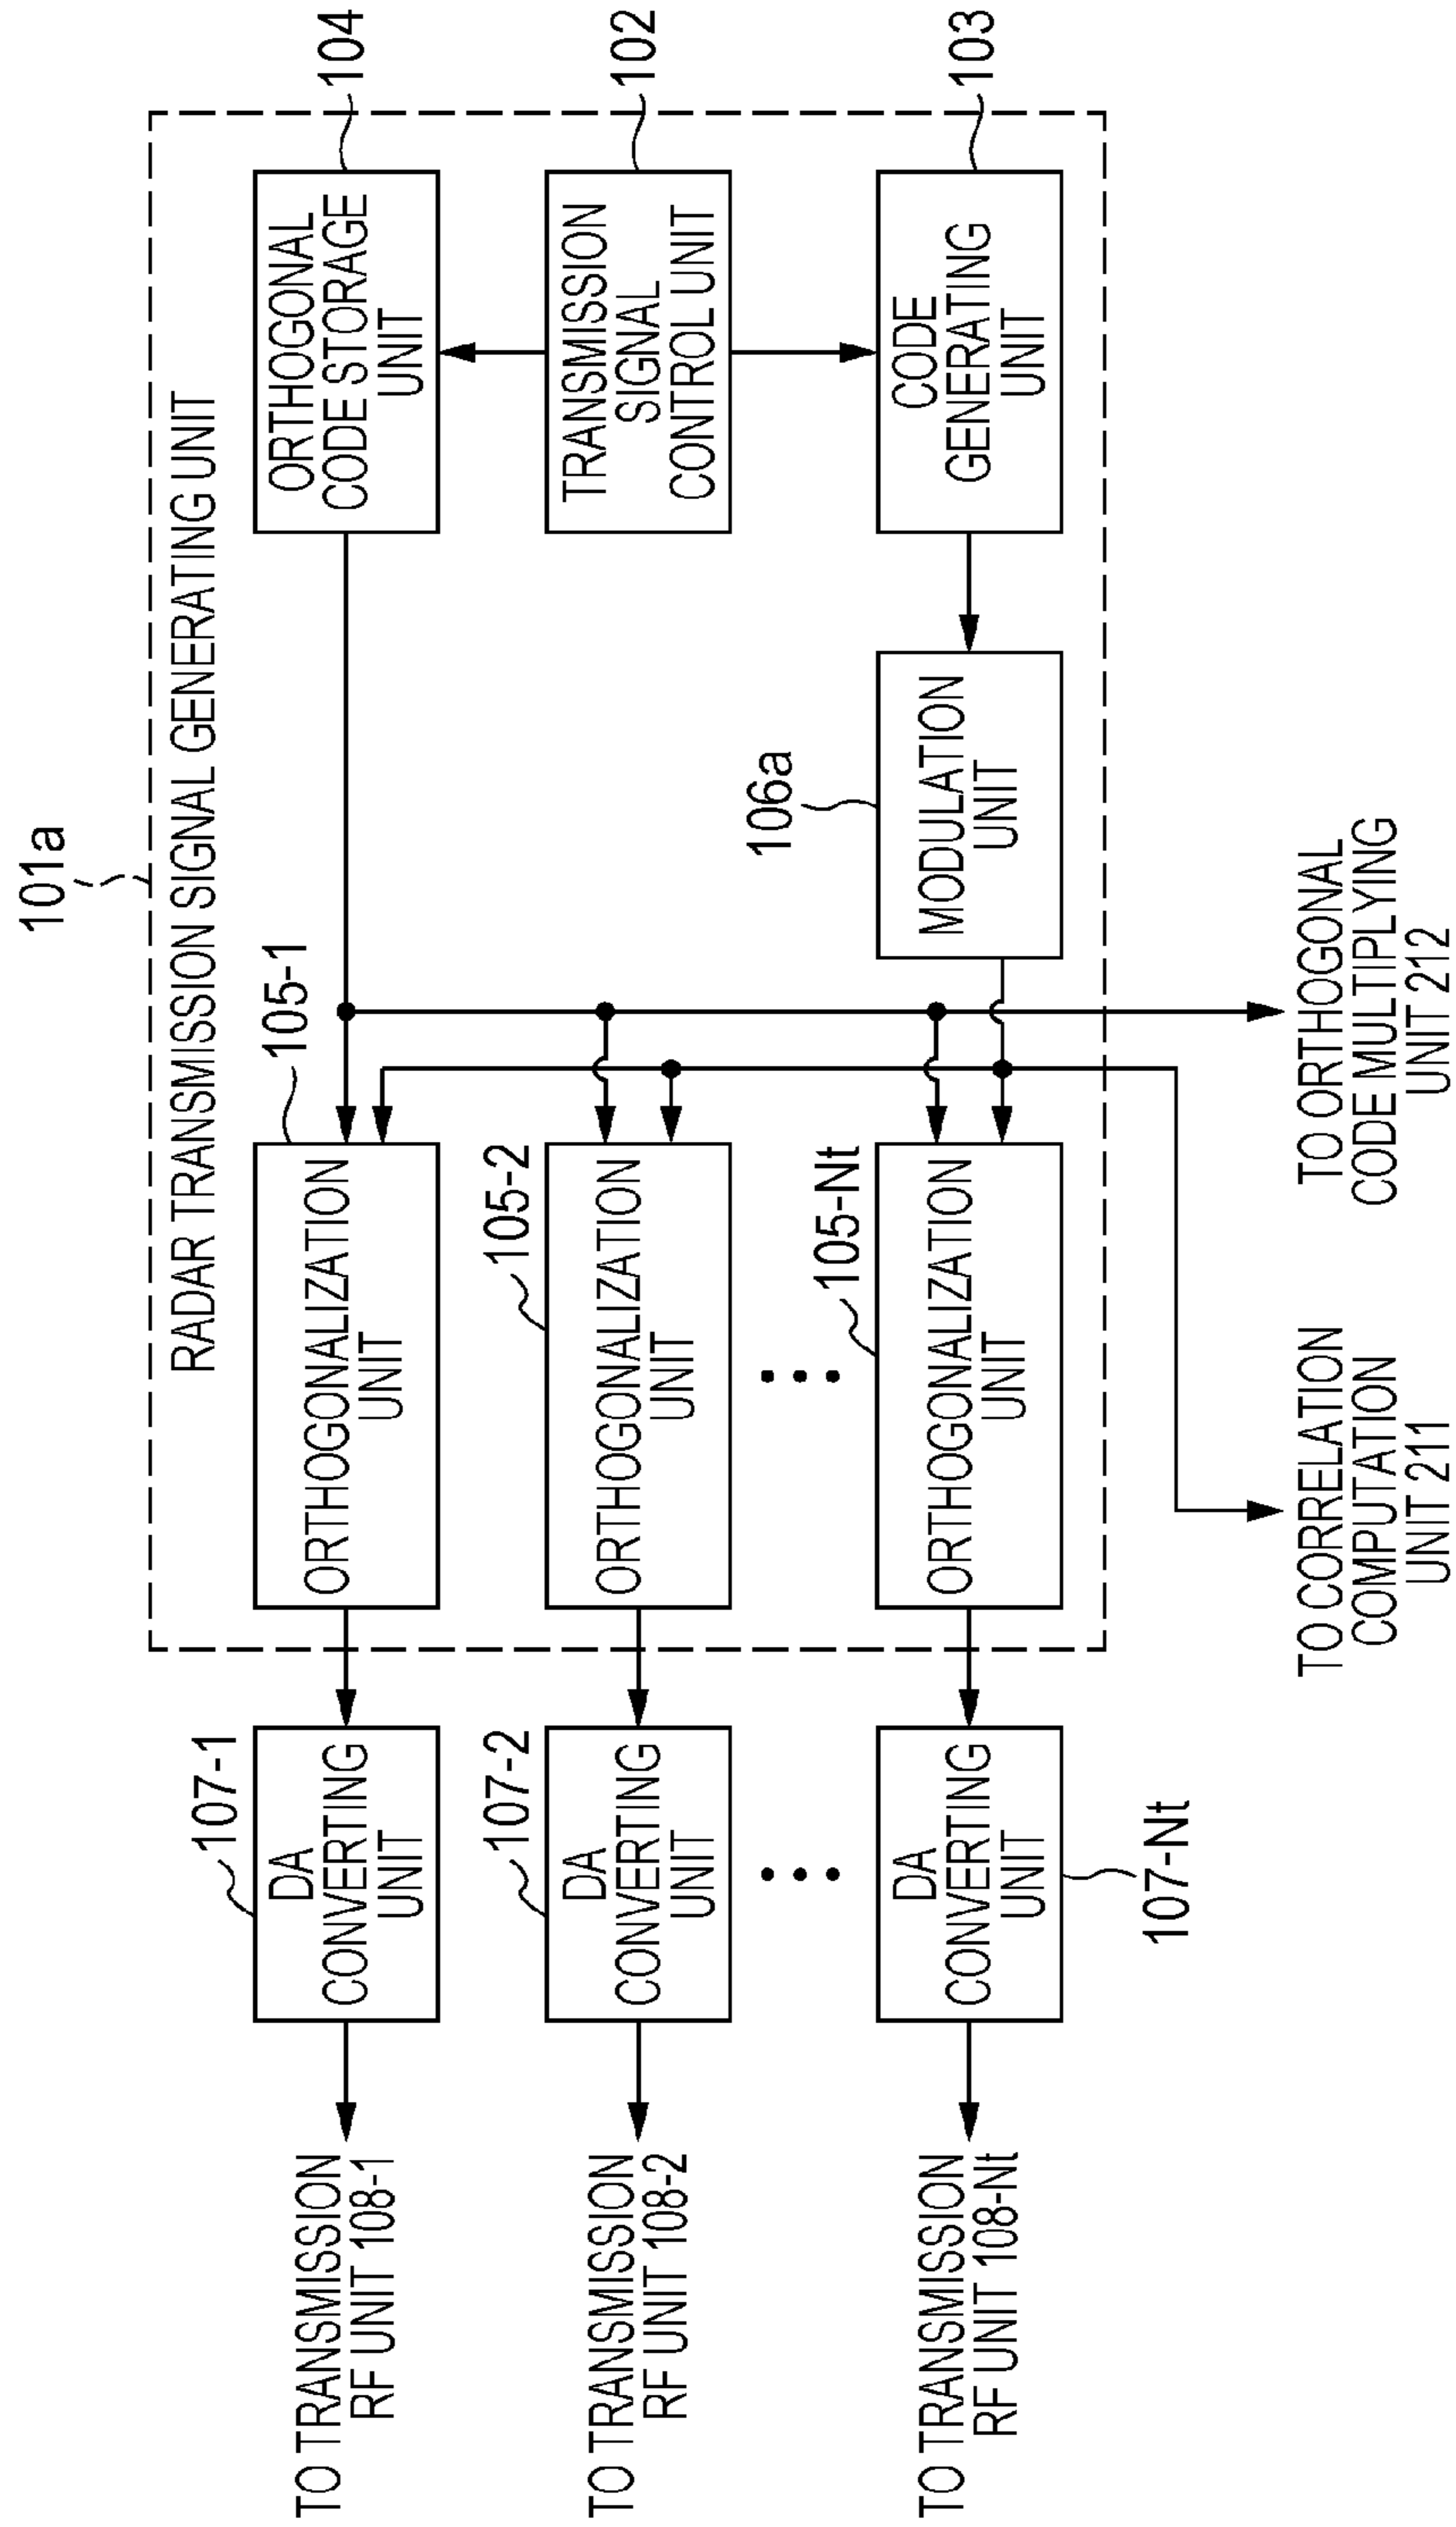 101a
RADAR TRANSMISSION SIGNAL GENERATING UNIT
TO TRANSMISSION
RF UNIT 108-1
107-1
DA
CONVERTING
UNIT
105-1
ORTHOGONALIZATION
UNIT
ORTHOGONAL
CODE STORAGE
UNIT
104
TO TRANSMISSION
RF UNIT 108-2
107-2
DA
CONVERTING
UNIT
105-2
ORTHOGONALIZATION
UNIT
TRANSMISSION
SIGNAL
CONTROL UNIT
102
TO TRANSMISSION
RF UNIT 108-Nt
107-Nt
DA
CONVERTING
UNIT
105-Nt
ORTHOGONALIZATION
UNIT
106a
MODULATION
UNIT
CODE
GENERATING
UNIT
103
TO CORRELATION
COMPUTATION
UNIT 211
TO ORTHOGONAL
CODE MULTIPLYING
UNIT 212